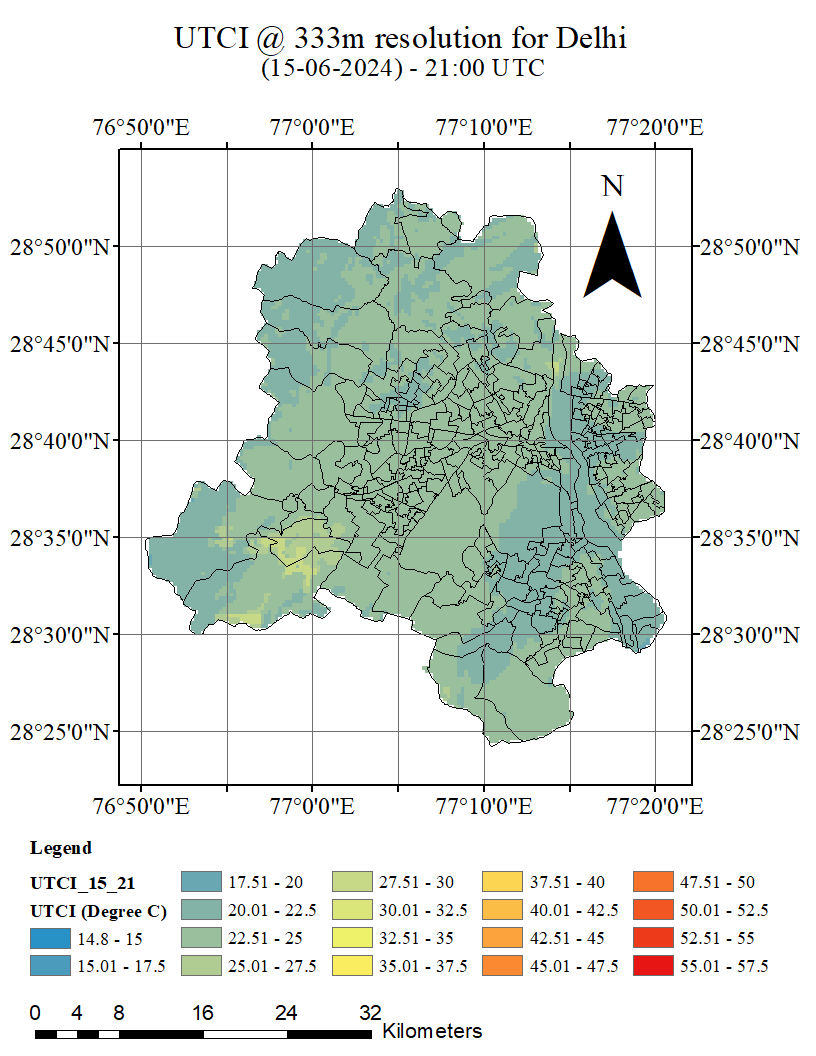 UTCI @ 333m resolution for Delhi
(15-06-2024) - 21:00 UTC
76°50'0"E 77°0'0"E 77°10'0"E 77°20'0"E
N
28°50'0"N 28°50'0"N
28°45'0"N 28°45'0"N
28°40'0"N 28°40'0"N
28°35'0"N 28°35'0"N
28°30'0"N 28°30'0"N
28°25'0"N 28°25'0"N
76°50'0"E 77°0'0"E 77°10'0"E 77°20'0"E
Legend
UTCI_15_21 17.51 - 20 27.51 - 30 37.51 - 40 47.51 - 50
UTCI (Degree C) 20.01 - 22.5 30.01 - 32.5 40.01 - 42.5 50.01 - 52.5
14.8 - 15 22.51 - 25 32.51 - 35 42.51 - 45 52.51 - 55
15.01 - 17.5 25.01 - 27.5 35.01 - 37.5 45.01 - 47.5 55.01 - 57.5
0 4 8 16 24 32
Kilometers